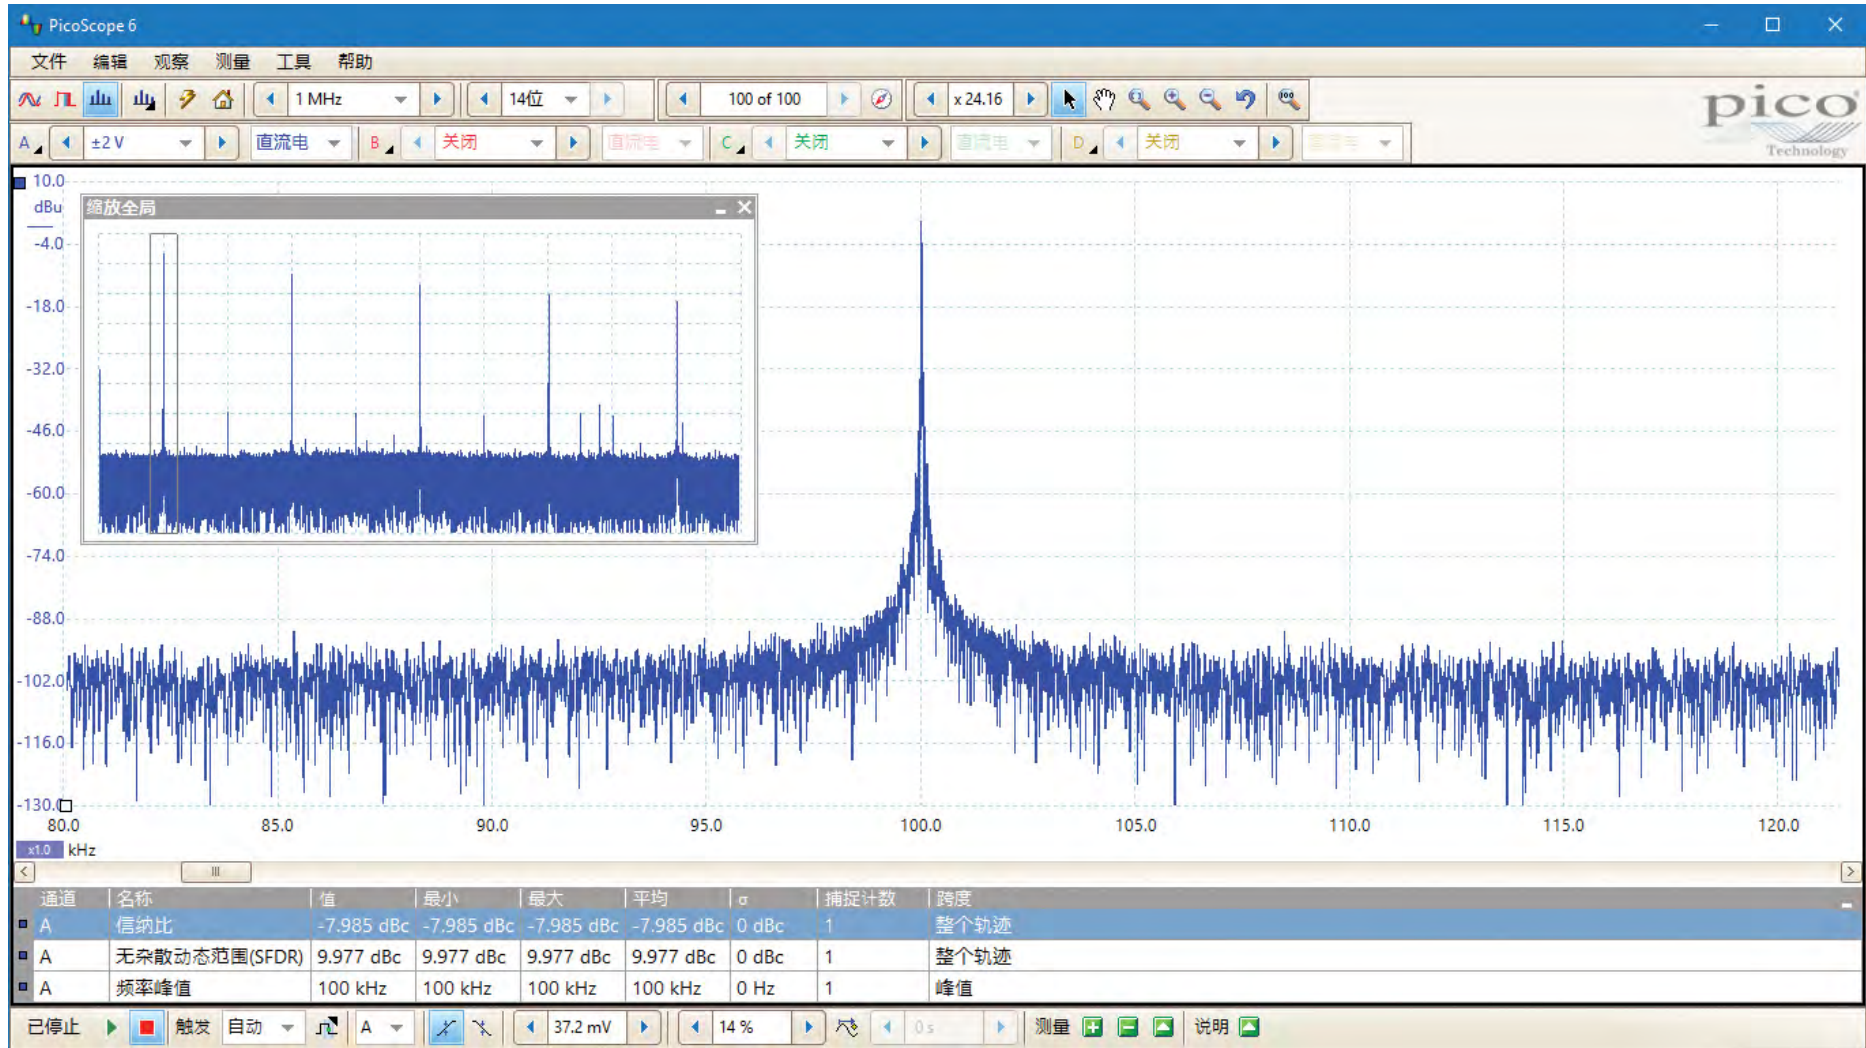 PicoScope 6
文件 编辑 观察 测量 工具 帮助
1 MHz 14位 100 of 100 x 24.16
pico
Technology
A ±2 V 直流电 B 关闭 直流电 C 关闭 直流电 D 关闭
10.0
dBu
缩放全局
-4.0
-18.0
-32.0
-46.0
-60.0
-74.0
-88.0
-102.0
-116.0
-130.0
80.0 85.0 90.0 95.0 100.0 105.0 110.0 115.0 120.0
x1.0 kHz
通道 名称 值 最小 最大 平均 σ 捕捉计数 跨度
A 信纳比 -7.985 dBc -7.985 dBc -7.985 dBc -7.985 dBc 0 dBc 1 整个轨迹
A 无杂散动态范围(SFDR) 9.977 dBc 9.977 dBc 9.977 dBc 9.977 dBc 0 dBc 1 整个轨迹
A 频率峰值 100 kHz 100 kHz 100 kHz 100 kHz 0 Hz 1 峰值
已停止 触发 自动 A 37.2 mV 14 % 0 s 测量 说明